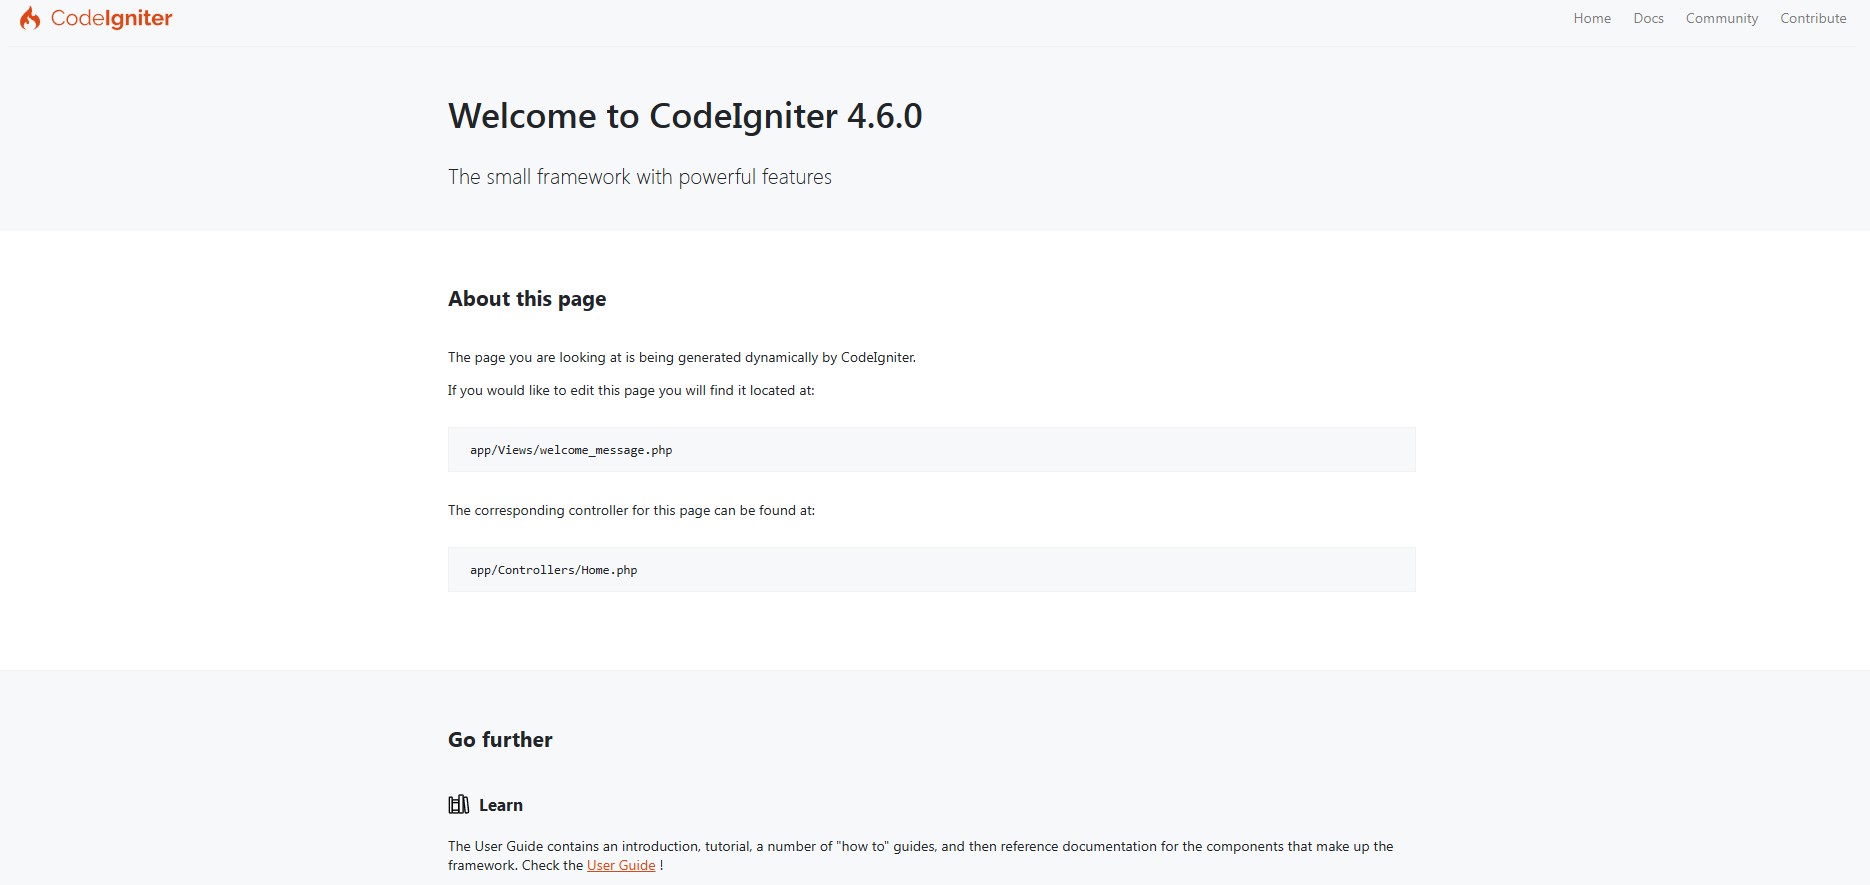 CodeIgniter
Home Docs Community Contribute
Welcome to CodeIgniter 4.6.0
The small framework with powerful features
About this page
The page you are looking at is being generated dynamically by CodeIgniter.
If you would like to edit this page you will find it located at:
app/Views/welcome_message.php
The corresponding controller for this page can be found at:
app/Controllers/Home.php
Go further
Learn
The User Guide contains an introduction, tutorial, a number of "how to" guides, and then reference documentation for the components that make up the
framework. Check the User Guide !